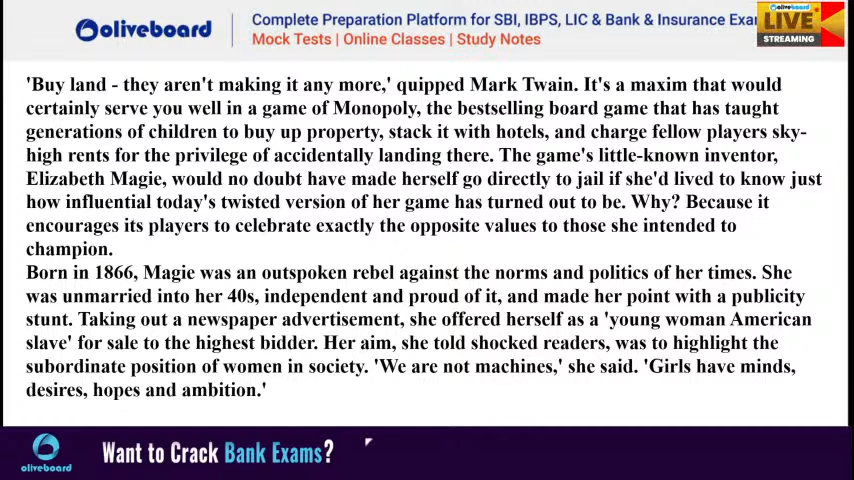 oliveboard
Complete Preparation Platform for SBI, IBPS, LIC & Bank & Insurance
Mock Tests | Online Classes | Study Notes
LIVE
STREAMING
'Buy land - they aren't making it any more,' quipped Mark Twain. It's a maxim that would
certainly serve you well in a game of Monopoly, the bestselling board game that has taught
generations of children to buy up property, stack it with hotels, and charge fellow players sky-
high rents for the privilege of accidentally landing there. The game's little-known inventor,
Elizabeth Magie, would no doubt have made herself go directly to jail if she'd lived to know just
how influential today's twisted version of her game has turned out to be. Why? Because it
encourages its players to celebrate exactly the opposite values to those she intended to
champion.
Born in 1866, Magie was an outspoken rebel against the norms and politics of her times. She
was unmarried into her 40s, independent and proud of it, and made her point with a publicity
stunt. Taking out a newspaper advertisement, she offered herself as a 'young woman American
slave' for sale to the highest bidder. Her aim, she told shocked readers, was to highlight the
subordinate position of women in society. 'We are not machines,' she said. 'Girls have minds,
desires, hopes and ambition.'
oliveboard
Want to Crack Bank Exams?